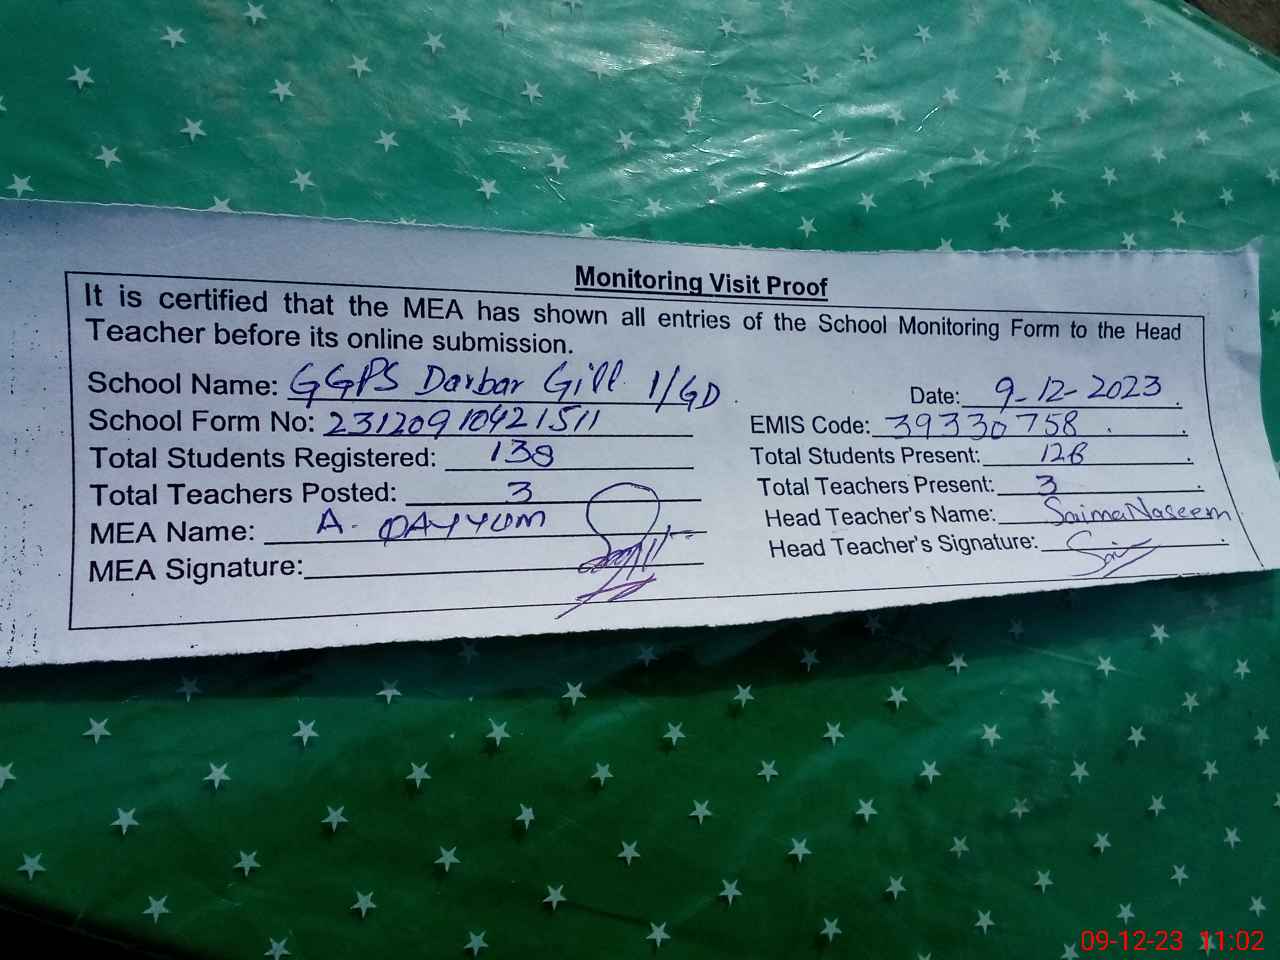 Monitoring Visit Proof
It is certified that the MEA has shown all entries of the School Monitoring Form to the Head
Teacher before its online submission.
School Name: GGPS Darbar Gill 1/GD
Date: 9-12-2023
School Form No: 23120910421511
EMIS Code: 39330758
Total Students Registered: 138
Total Students Present: 126
Total Teachers Posted: 3
Total Teachers Present: 3
MEA Name: A. QAYYUM
Head Teacher's Name: Saima Naseem
MEA Signature:
Head Teacher's Signature: Sai
09-12-23 11:02